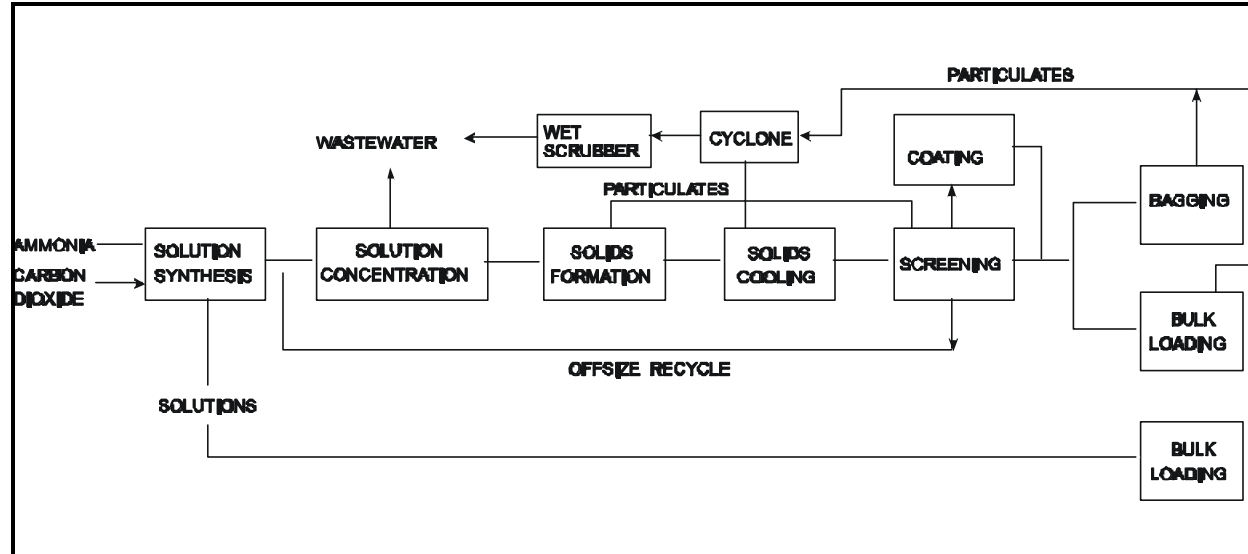 PARTICULATES
WASTEWATER
WET
SCRUBBER
CYCLONE
COATING
PARTICULATES
BAGGING
AMMONIA
CARBON
DIOXIDE
SOLUTION
SYNTHESIS
SOLUTION
CONCENTRATION
SOLIDS
FORMATION
SOLIDS
COOLING
SCREENING
BULK
LOADING
OFFSIZE RECYCLE
SOLUTIONS
BULK
LOADING